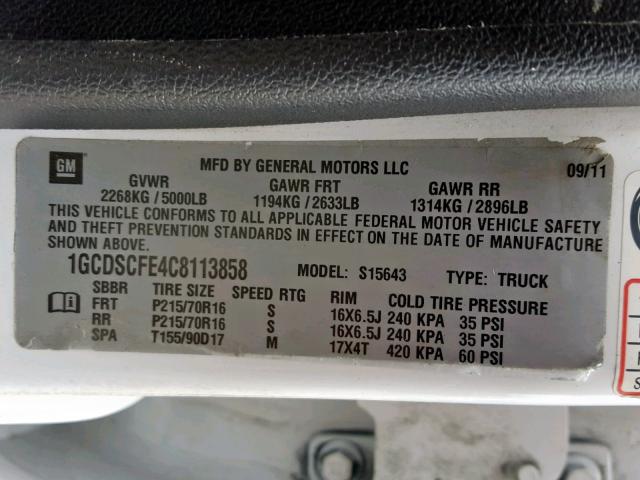 GM
MFD BY GENERAL MOTORS LLC 09/11
GVWR GAWR FRT GAWR RR
2268KG / 5000LB 1194KG / 2633LB 1314KG / 2896LB
THIS VEHICLE CONFORMS TO ALL APPLICABLE FEDERAL MOTOR VEHICLE SAFETY
AND THEFT PREVENTION STANDARDS IN EFFECT ON THE DATE OF MANUFACTURE
SHOWN ABOVE.
1GCDSCFE4C8113858 MODEL: S15643 TYPE: TRUCK
SBBR TIRE SIZE SPEED RTG RIM COLD TIRE PRESSURE
FRT P215/70R16 S 16X6.5J 240 KPA 35 PSI
RR P215/70R16 S 16X6.5J 240 KPA 35 PSI
SPA T155/90D17 M 17X4T 420 KPA 60 PSI